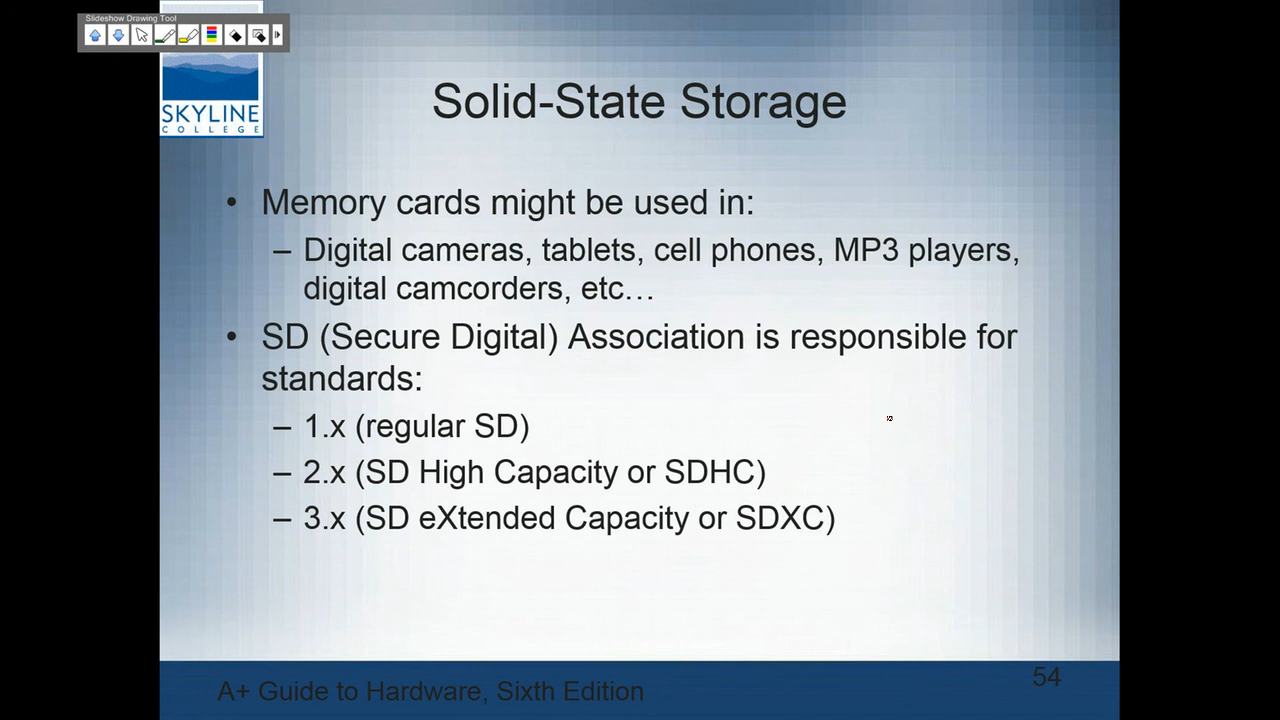 Slideshow Drawing Tool
SKYLINE
COLLEGE
Solid-State Storage
• Memory cards might be used in:
– Digital cameras, tablets, cell phones, MP3 players,
digital camcorders, etc…
• SD (Secure Digital) Association is responsible for
standards:
– 1.x (regular SD)
– 2.x (SD High Capacity or SDHC)
– 3.x (SD eXtended Capacity or SDXC)
54
A+ Guide to Hardware, Sixth Edition